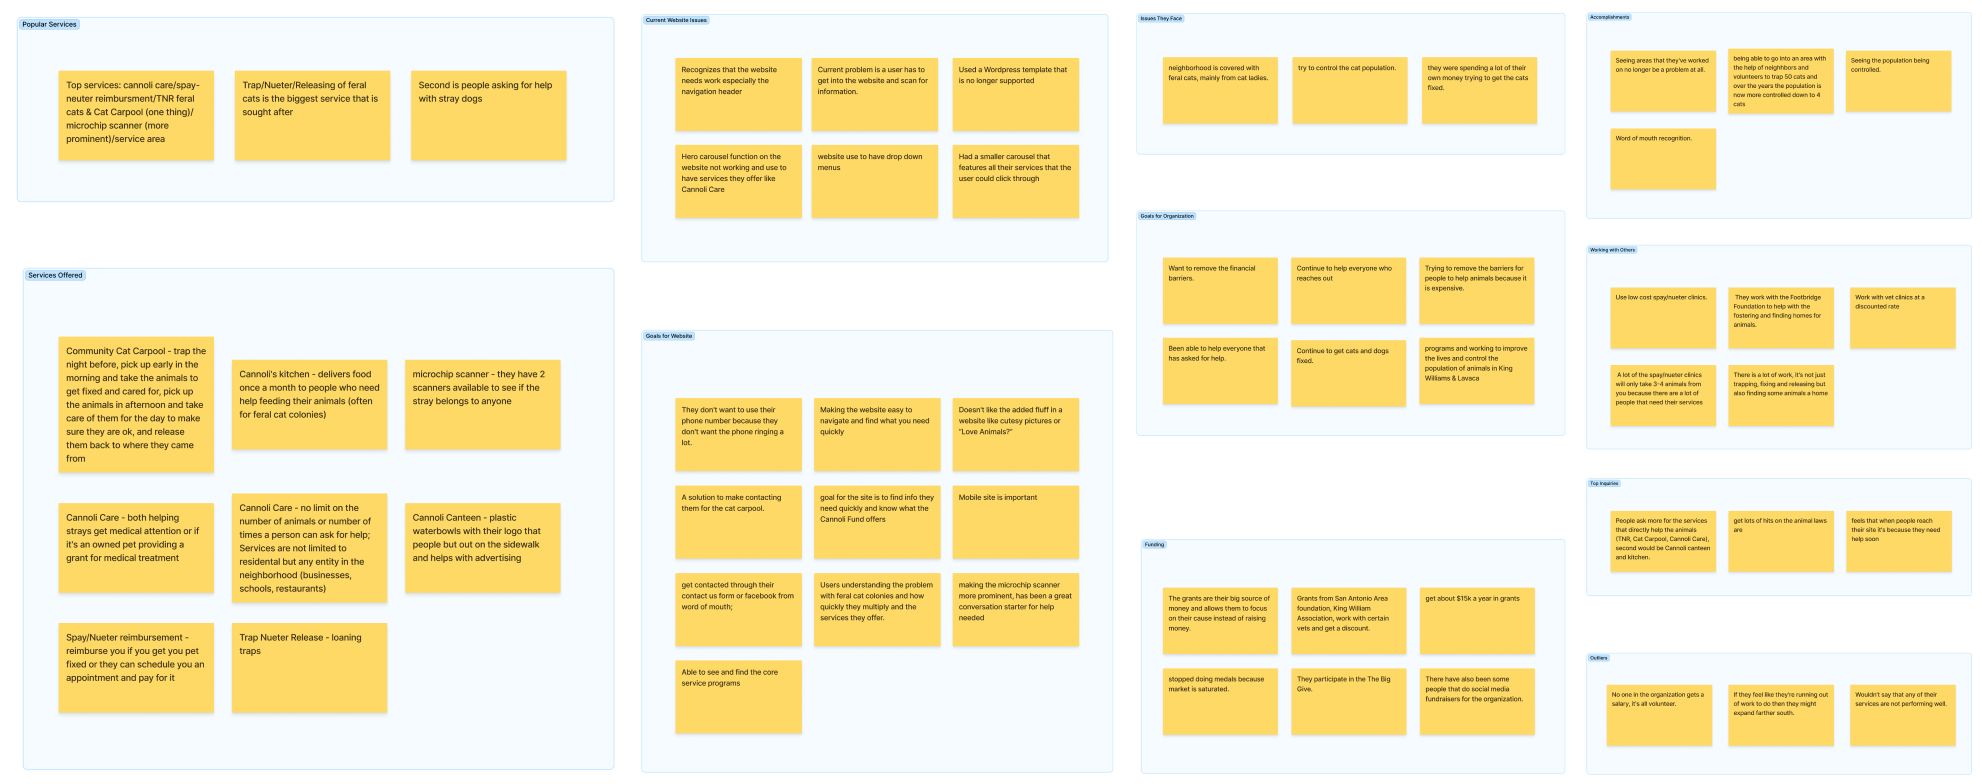 Popular Services
Top services: cannoli care/spay-
neuter reimbursment/TNR feral
cats & Cat Carpool (one thing)/
microchip scanner (more
prominent)/service area
Trap/Nueter/Releasing of feral
cats is the biggest service that is
sought after
Second is people asking for help
with stray dogs
Services Offered
Community Cat Carpool - trap the
night before, pick up early in the
morning and take the animals to
get fixed and cared for, pick up
the animals in afternoon and take
care of them for the day to make
sure they are ok, and release
them back to where they came
from
Cannoli's kitchen - delivers food
once a month to people who need
help feeding their animals (often
for feral cat colonies)
microchip scanner - they have 2
scanners available to see if the
stray belongs to anyone
Cannoli Care - both helping
strays get medical attention or if
it's an owned pet providing a
grant for medical treatment
Cannoli Care - no limit on the
number of animals or number of
times a person can ask for help;
Services are not limited to
residental but any entity in the
neighborhood (businesses,
schools, restaurants)
Cannoli Canteen - plastic
waterbowls with their logo that
people but out on the sidewalk
and helps with advertising
Spay/Nueter reimbursement -
reimburse you if you get you pet
fixed or they can schedule you an
appointment and pay for it
Trap Nueter Release - loaning
traps
Current Website Issues
Recognizes that the website
needs work especially the
navigation header
Current problem is a user has to
get into the website and scan for
information.
Used a Wordpress template that
is no longer supported
Hero carousel function on the
website not working and use to
have services they offer like
Cannoli Care
website use to have drop down
menus
Had a smaller carousel that
features all their services that the
user could click through
Goals for Website
They don't want to use their
phone number because they
don't want the phone ringing a
lot.
Making the website easy to
navigate and find what you need
quickly
Doesn't like the added fluff in a
website like cutesy pictures or
"Love Animals?"
A solution to make contacting
them for the cat carpool.
goal for the site is to find info they
need quickly and know what the
Cannoli Fund offers
Mobile site is important
get contacted through their
contact us form or facebook from
word of mouth;
Users understanding the problem
with feral cat colonies and how
quickly they multiply and the
services they offer.
making the microchip scanner
more prominent, has been a great
conversation starter for help
needed
Able to see and find the core
service programs
Issues They Face
neighborhood is covered with
feral cats, mainly from cat ladies.
try to control the cat population.
they were spending a lot of their
own money trying to get the cats
fixed.
Goals for Organization
Want to remove the financial
barriers.
Continue to help everyone who
reaches out
Trying to remove the barriers for
people to help animals because it
is expensive.
Been able to help everyone that
has asked for help.
Continue to get cats and dogs
fixed.
programs and working to improve
the lives and control the
population of animals in King
Williams & Lavaca
Funding
The grants are their big source of
money and allows them to focus
on their cause instead of raising
money.
Grants from San Antonio Area
foundation, King William
Association, work with certain
vets and get a discount.
get about $15k a year in grants
stopped doing medals because
market is saturated.
They participate in the The Big
Give.
There have also been some
people that do social media
fundraisers for the organization.
Accomplishments
Seeing areas that they've worked
on no longer be a problem at all.
being able to go into an area with
the help of neighhbors and
volunteers to trap 50 cats and
over the years the population is
now more controlled down to 4
cats
Seeing the population being
controlled.
Word of mouth recognition.
Working with Others
Use low cost spay/nueter clinics.
They work with the Footbridge
Foundation to help with the
fostering and finding homes for
animals.
Work with vet clinics at a
discounted rate
A lot of the spay/nueter clinics
will only take 3-4 animals from
you because there are a lot of
people that need their services
There is a lot of work, it's not just
trapping, fixing and releasing but
also finding some animals a home
Top Inquiries
People ask more for the services
that directly help the animals
(TNR, Cat Carpool, Cannoli Care),
second would be Cannoli canteen
and kitchen.
get lots of hits on the animal laws
are
feels that when people reach
their site it's because they need
help soon
Outliers
No one in the organization gets a
salary, it's all volunteer.
If they feel like they're running out
of work to do then they might
expand farther south.
Wouldn't say that any of their
services are not performing well.